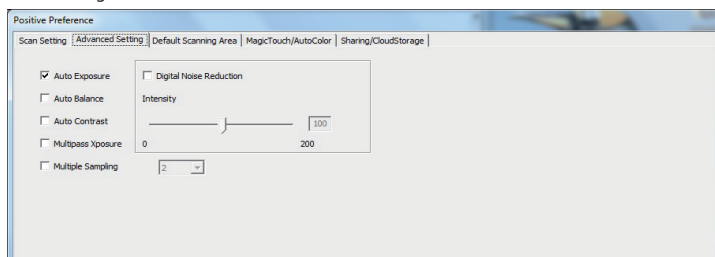 Positive Preference
Scan Setting Advanced Setting Default Scanning Area MagicTouch/AutoColor Sharing/CloudStorage
Auto Exposure Digital Noise Reduction
Auto Balance Intensity
Auto Contrast 100
Multipass Xposure 0 200
Multiple Sampling 2